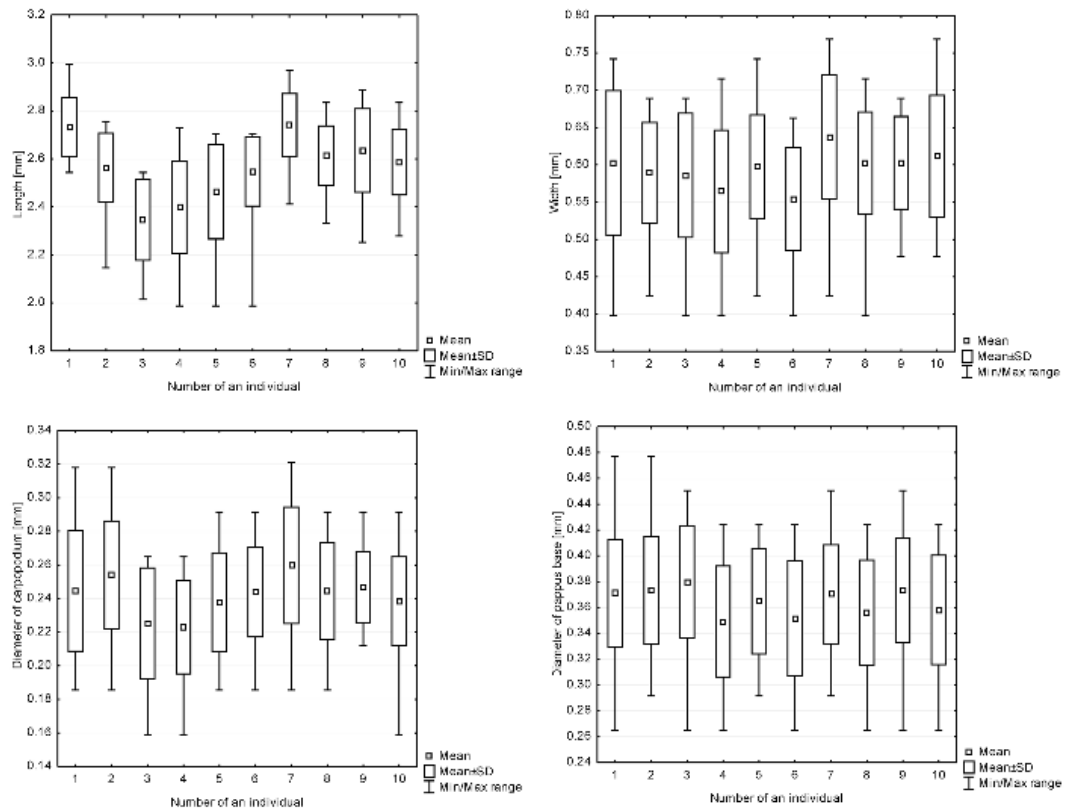 3.2
3.0
2.8
2.6
2.4
2.2
2.0
1.8
Length [mm]
1 2 3 4 5 6 7 8 9 10
Number of an individual
Mean
Mean±SD
Min/Max range
0.80
0.75
0.70
0.65
0.60
0.55
0.50
0.45
0.40
0.35
Width [mm]
1 2 3 4 5 6 7 8 9 10
Number of an individual
Mean
Mean±SD
Min/Max range
0.34
0.32
0.30
0.28
0.26
0.24
0.22
0.20
0.18
0.16
0.14
Diameter of carpopodium [mm]
1 2 3 4 5 6 7 8 9 10
Number of an individual
Mean
Mean±SD
Min/Max range
0.50
0.48
0.46
0.44
0.42
0.40
0.38
0.36
0.34
0.32
0.30
0.28
0.26
0.24
Diameter of pappus base [mm]
1 2 3 4 5 6 7 8 9 10
Number of an individual
Mean
Mean±SD
Min/Max range